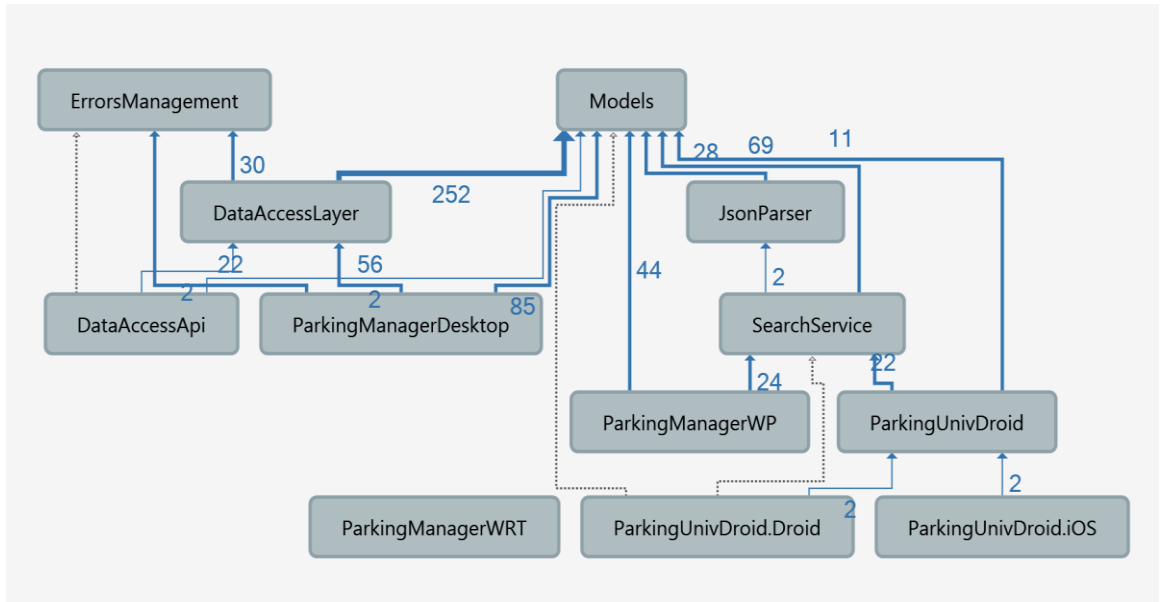 ErrorsManagement
Models
30
28
69
11
252
DataAccessLayer
JsonParser
22
56
44
2
2
2
85
DataAccessApi
ParkingManagerDesktop
SearchService
24
22
ParkingManagerWP
ParkingUnivDroid
2
2
ParkingManagerWRT
ParkingUnivDroid.Droid
ParkingUnivDroid.iOS